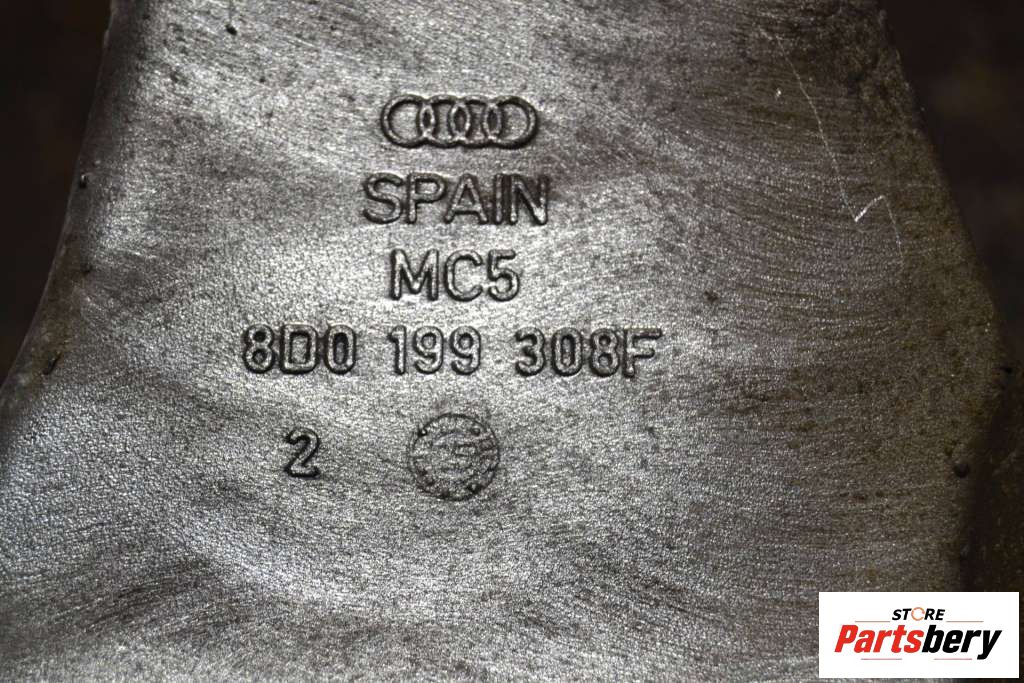 SPAIN
MC5
8D0 199 308F
2
STORE
Partsbery